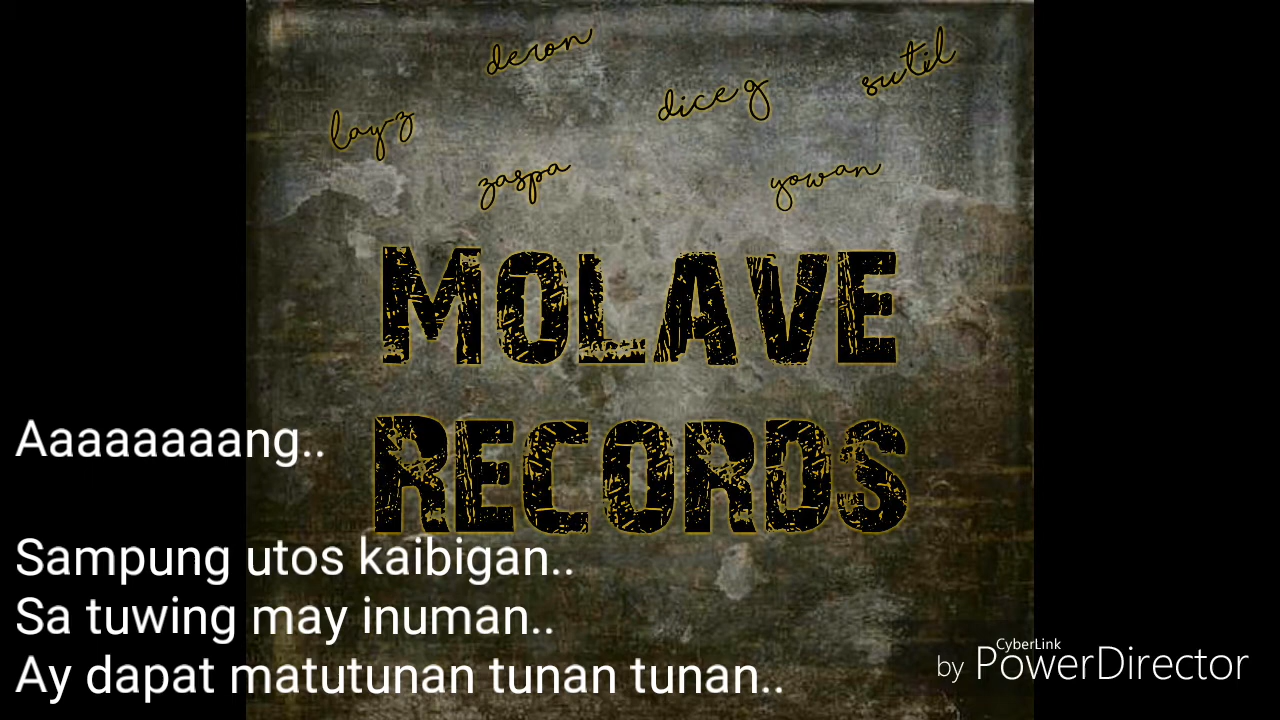 deron
sutil
dice g
lay-z
zaspa
yowan
MOLAVE
RECORDS
Aaaaaaaang..
Sampung utos kaibigan..
Sa tuwing may inuman..
Ay dapat matutunan tunan tunan..
CyberLink
by PowerDirector